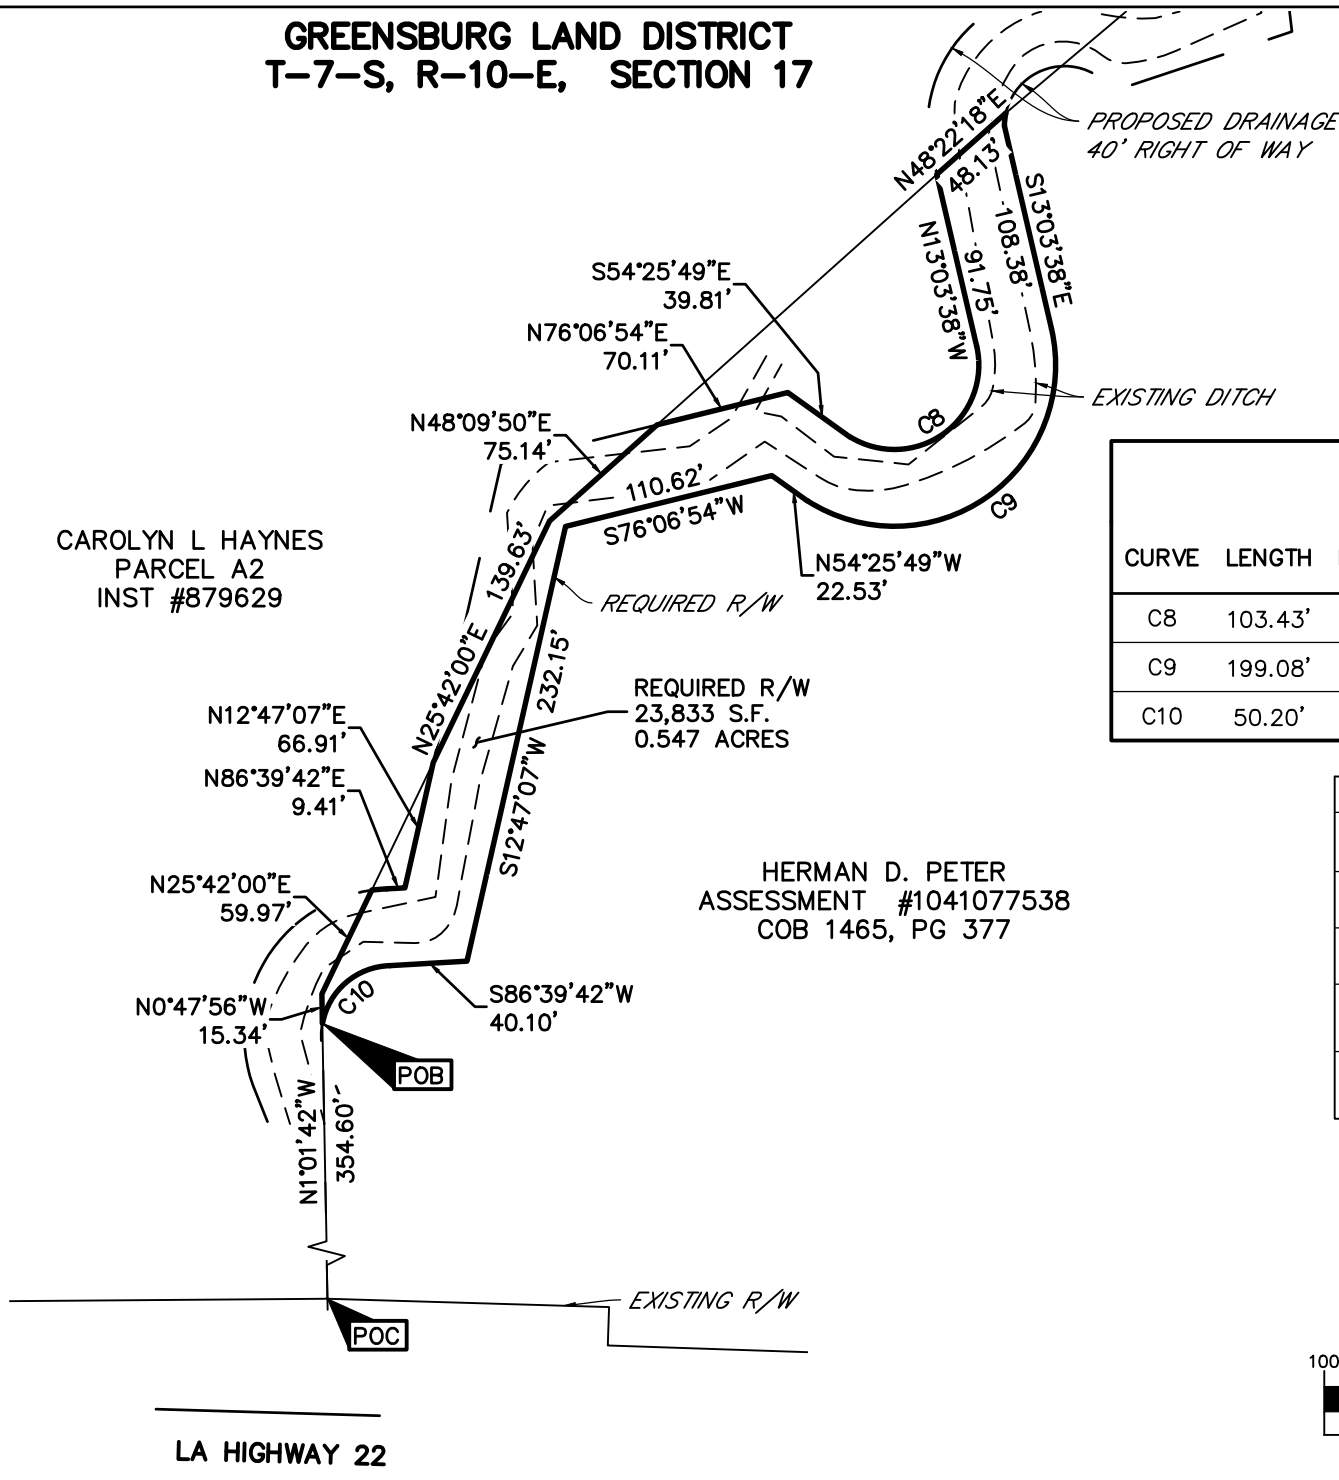 GREENSBURG LAND DISTRICT
T-7-S, R-10-E, SECTION 17
PROPOSED DRAINAGE
40' RIGHT OF WAY
N48°22'18"E
48.13'
S13°03'38"E
108.38'
N13°03'38"W
91.75'
S54°25'49"E
39.81'
N76°06'54"E
70.11'
EXISTING DITCH
C8
N48°09'50"E
75.14'
110.62'
S76°06'54"W
C9
N54°25'49"W
22.53'
CAROLYN L HAYNES
PARCEL A2
INST #879629
139.63'
N25°42'00"E
REQUIRED R/W
232.15'
S12°47'07"W
REQUIRED R/W
23,833 S.F.
0.547 ACRES
CURVE LENGTH
C8 103.43'
C9 199.08'
C10 50.20'
N12°47'07"E
66.91'
N86°39'42"E
9.41'
N25°42'00"E
59.97'
HERMAN D. PETER
ASSESSMENT #1041077538
COB 1465, PG 377
N0°47'56"W
15.34'
C10
S86°39'42"W
40.10'
POB
N1°01'42"W
354.60'
EXISTING R/W
POC
100
LA HIGHWAY 22